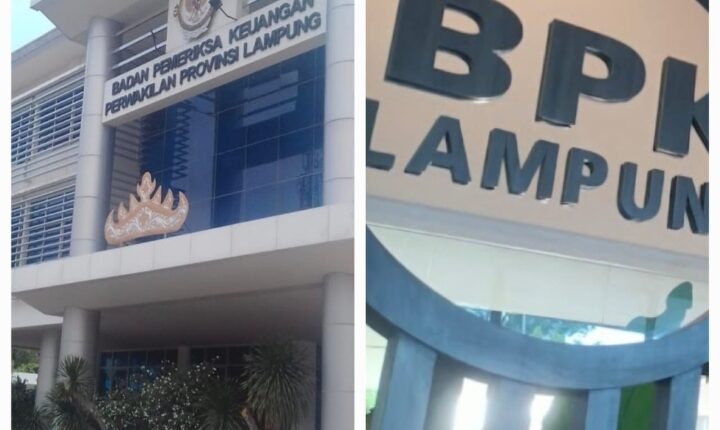 BADAN PEMERIKSA KEUANGAN
PERWAKILAN PROVINSI LAMPUNG
BPK
LAMPUN